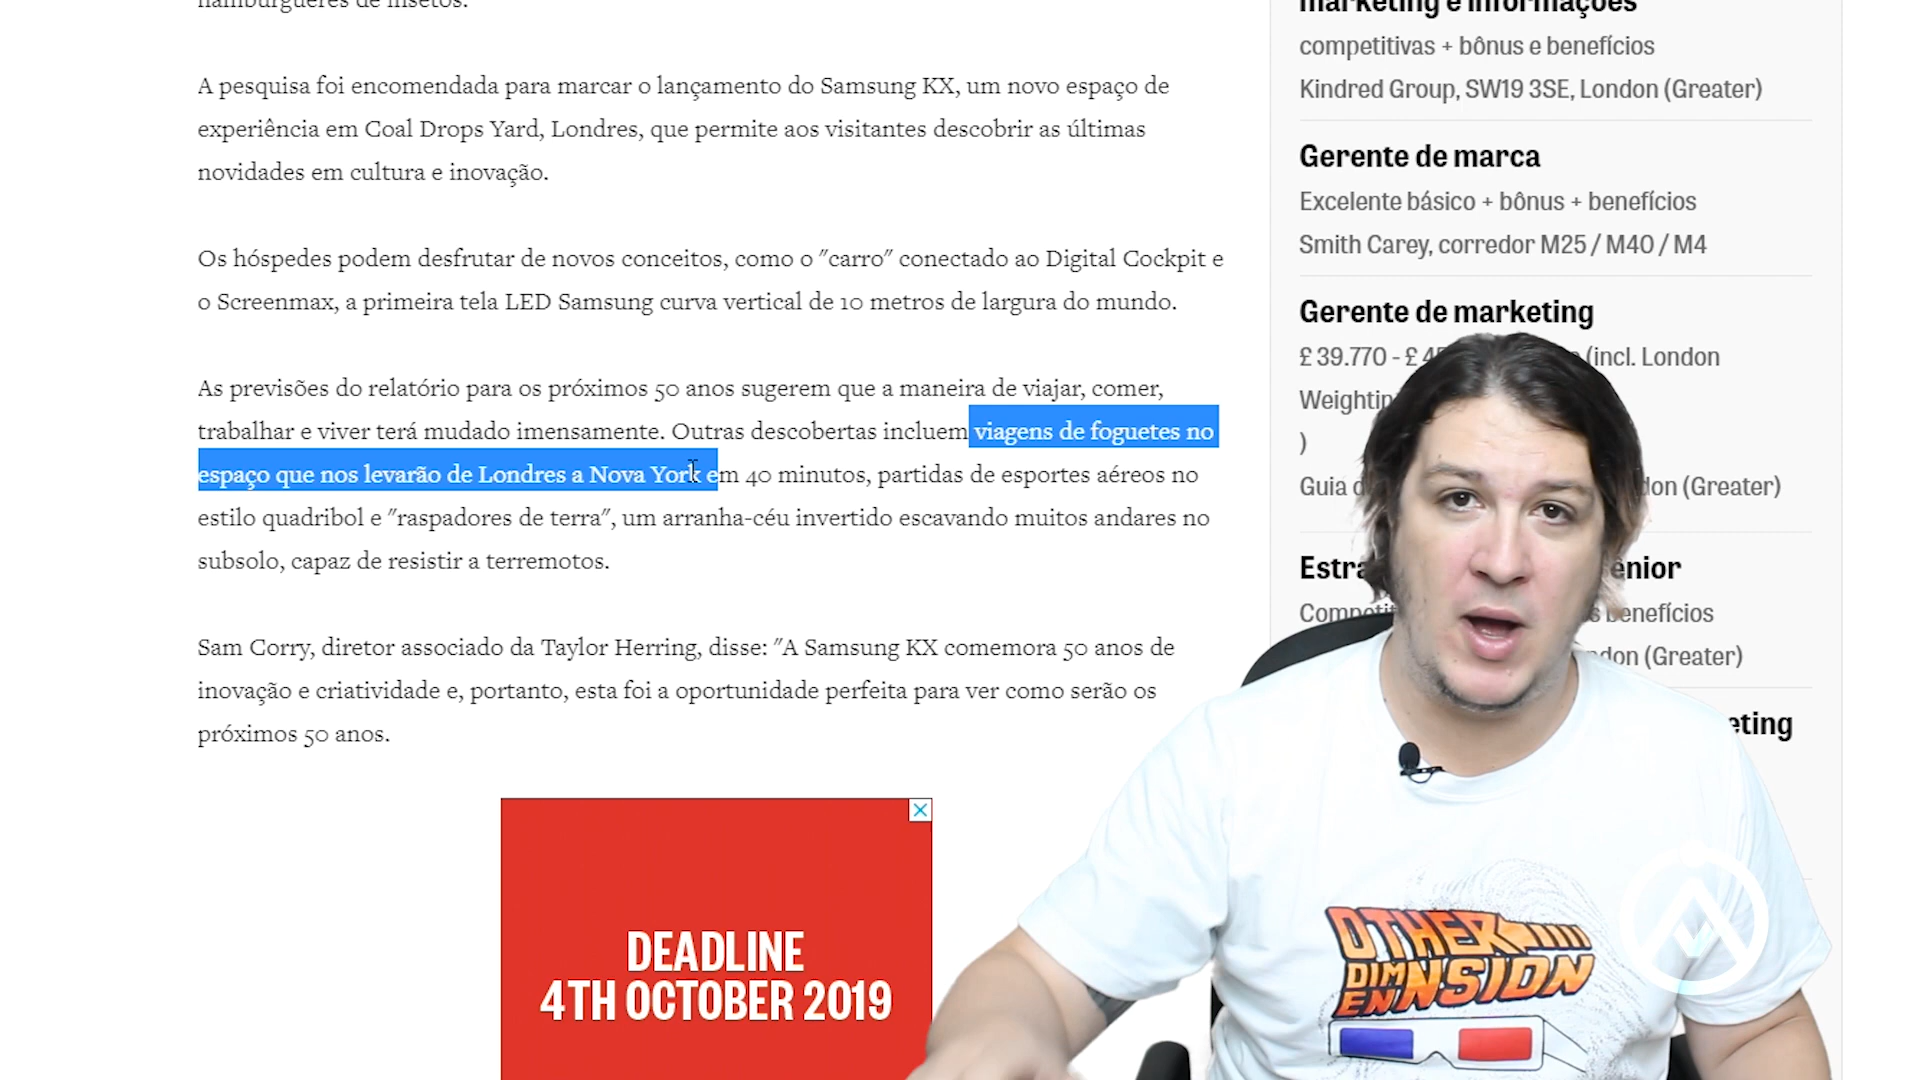 hambúrgueres de insetos.
A pesquisa foi encomendada para marcar o lançamento do Samsung KX, um novo espaço de
experiência em Coal Drops Yard, Londres, que permite aos visitantes descobrir as últimas
novidades em cultura e inovação.
Os hóspedes podem desfrutar de novos conceitos, como o "carro" conectado ao Digital Cockpit e
o Screenmax, a primeira tela LED Samsung curva vertical de 10 metros de largura do mundo.
As previsões do relatório para os próximos 50 anos sugerem que a maneira de viajar, comer,
trabalhar e viver terá mudado imensamente. Outras descobertas incluem viagens de foguetes no
espaço que nos levarão de Londres a Nova York em 40 minutos, partidas de esportes aéreos no
estilo quadribol e "raspadores de terra", um arranha-céu invertido escavando muitos andares no
subsolo, capaz de resistir a terremotos.
Sam Corry, diretor associado da Taylor Herring, disse: "A Samsung KX comemora 50 anos de
inovação e criatividade e, portanto, esta foi a oportunidade perfeita para ver como serão os
próximos 50 anos.
DEADLINE
4TH OCTOBER 2019
marketing e informações
competitivas + bônus e benefícios
Kindred Group, SW19 3SE, London (Greater)
Gerente de marca
Excelente básico + bônus + benefícios
Smith Carey, corredor M25 / M40 / M4
Gerente de marketing
£ 39.770 - £ (incl. London
)
Guia (Greater)
benefícios
(Greater)
OTHER
DIMENNSION